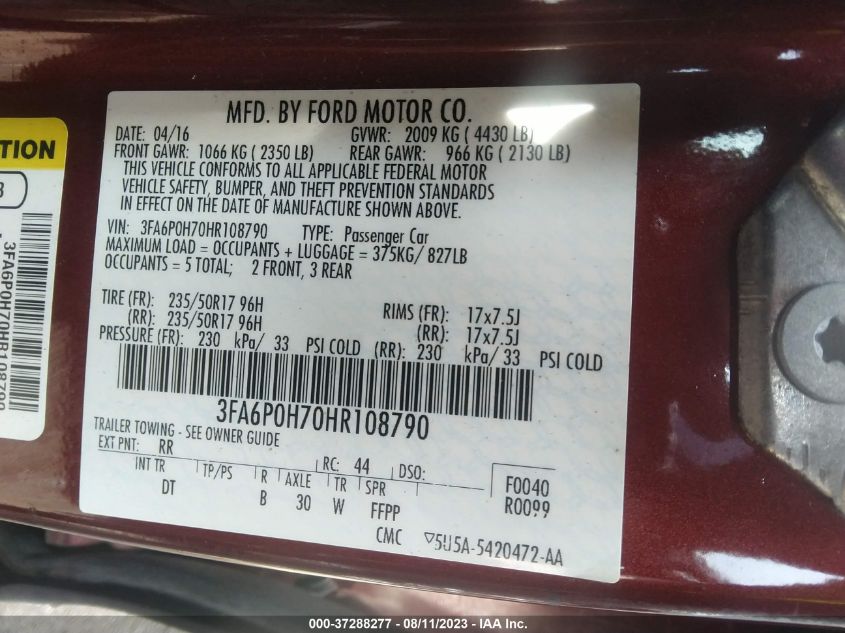 MFD. BY FORD MOTOR CO.
DATE: 04/16 GVWR: 2009 KG ( 4430 LB)
FRONT GAWR: 1066 KG ( 2350 LB) REAR GAWR: 966 KG ( 2130 LB)
THIS VEHICLE CONFORMS TO ALL APPLICABLE FEDERAL MOTOR
VEHICLE SAFETY, BUMPER, AND THEFT PREVENTION STANDARDS
IN EFFECT ON THE DATE OF MANUFACTURE SHOWN ABOVE.
VIN: 3FA6P0H70HR108790 TYPE: Passenger Car
MAXIMUM LOAD = OCCUPANTS + LUGGAGE = 375KG/ 827LB
OCCUPANTS = 5 TOTAL; 2 FRONT, 3 REAR
TIRE (FR): 235/50R17 96H RIMS (FR): 17x7.5J
(RR): 235/50R17 96H (RR): 17x7.5J
PRESSURE (FR): 230 kPa/ 33 PSI COLD (RR): 230 kPa/ 33 PSI COLD
3FA6P0H70HR108790
TRAILER TOWING - SEE OWNER GUIDE
EXT PNT: RR RC: 44 DSO: F0040
INT TR TP/PS R AXLE TR SPR R0099
DT B 30 W FFPP
CMC ▽5U5A-5420472-AA
TION
3FA6P0H70HR108790
000-37288277 - 08/11/2023 - IAA Inc.